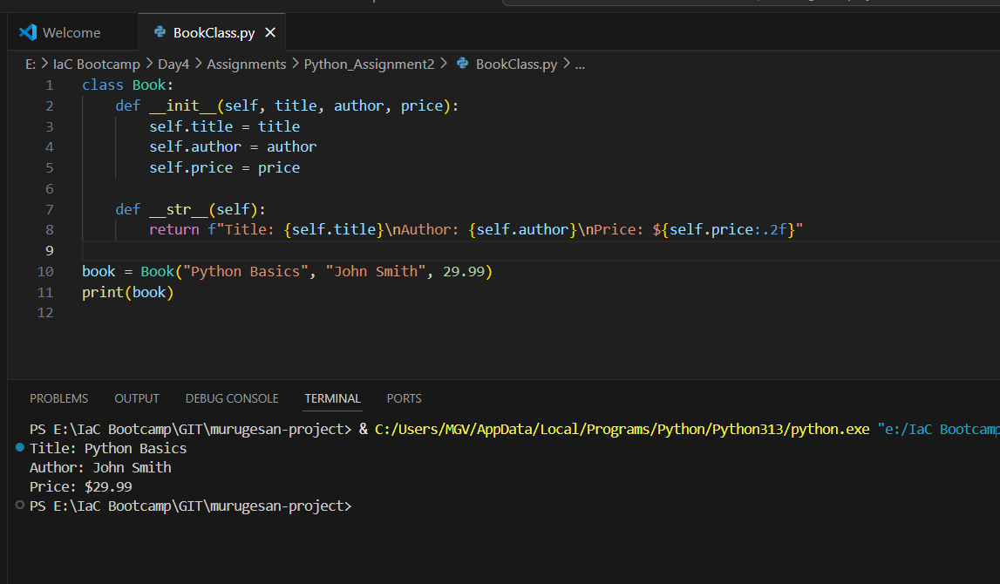 Welcome
BookClass.py
E: > IaC Bootcamp > Day4 > Assignments > Python_Assignment2 > BookClass.py > ...
1 class Book:
2     def __init__(self, title, author, price):
3         self.title = title
4         self.author = author
5         self.price = price
6
7     def __str__(self):
8         return f"Title: {self.title}\nAuthor: {self.author}\nPrice: ${self.price:.2f}"
9
10 book = Book("Python Basics", "John Smith", 29.99)
11 print(book)
12
PROBLEMS OUTPUT DEBUG CONSOLE TERMINAL PORTS
PS E:\IaC Bootcamp\GIT\murugesan-project> & C:/Users/MGV/AppData/Local/Programs/Python/Python313/python.exe "e:/IaC Bootcamp
Title: Python Basics
Author: John Smith
Price: $29.99
PS E:\IaC Bootcamp\GIT\murugesan-project>